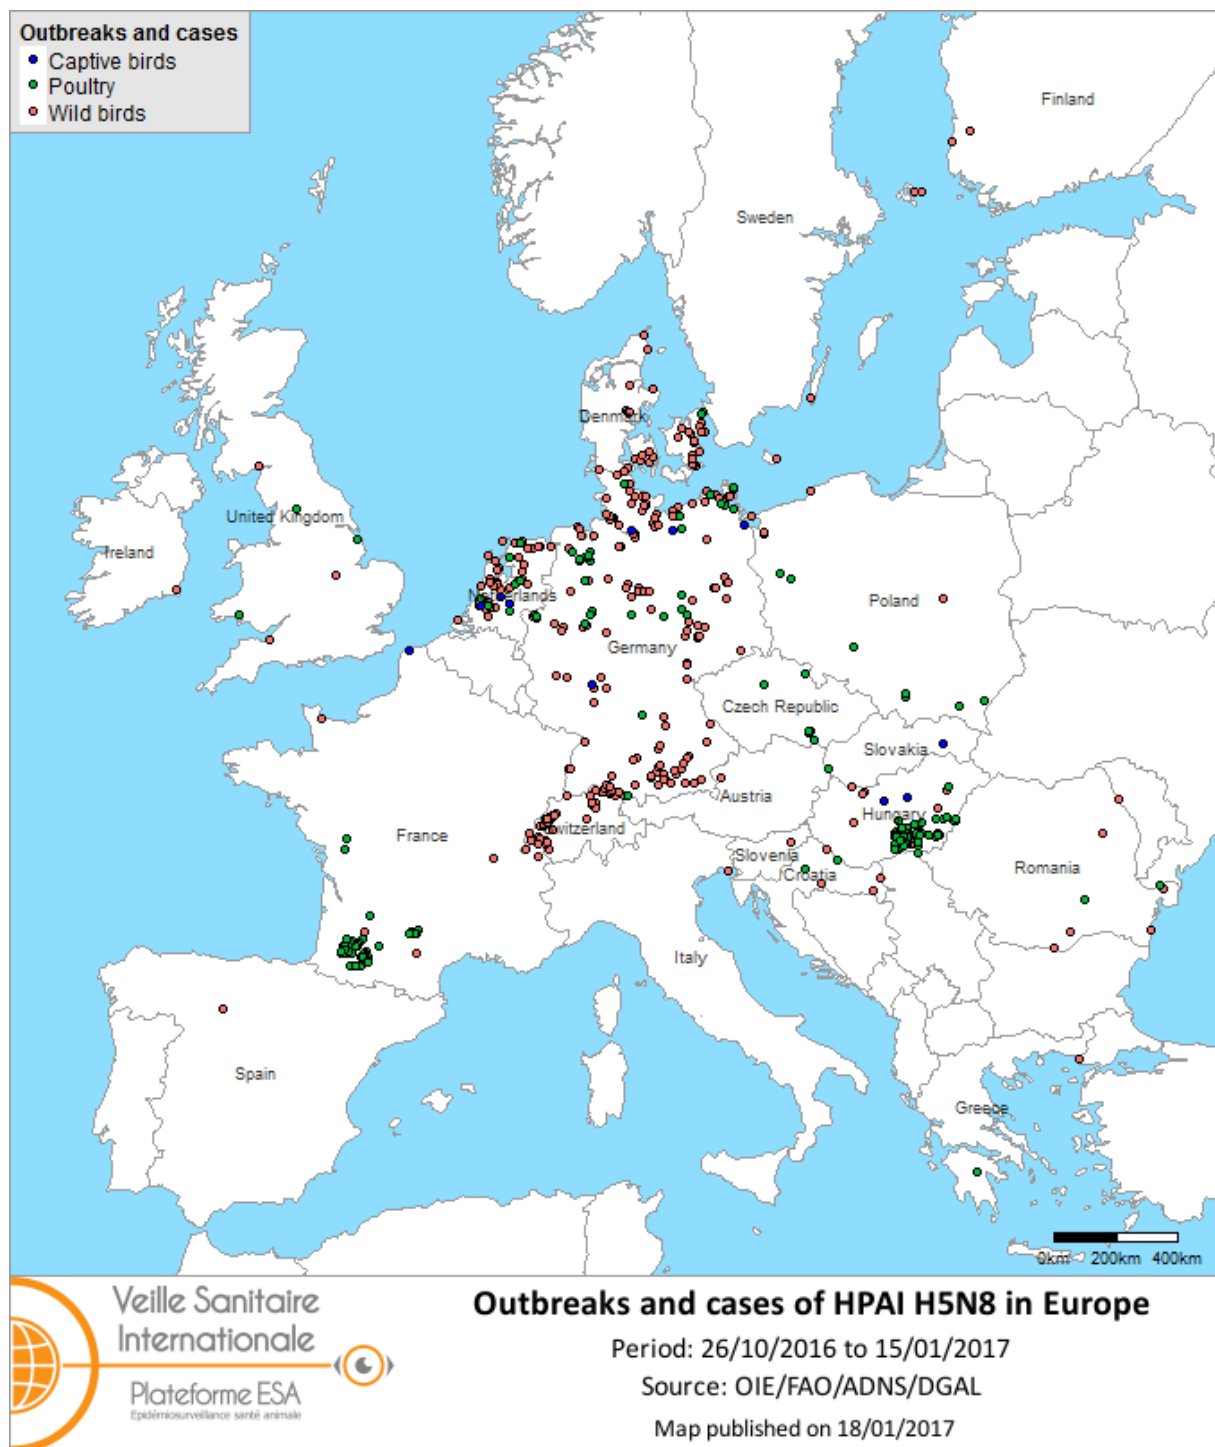 Outbreaks and cases
Captive birds
Poultry
Wild birds
Finland
Sweden
Denmark
United Kingdom
Ireland
Netherlands
Poland
Germany
Czech Republic
Slovakia
Austria
Hungary
Switzerland
France
Slovenia
Croatia
Romania
Italy
Spain
Greece
0km 200km 400km
Veille Sanitaire
Internationale
Plateforme ESA
Epidémiosurveillance santé animale
Outbreaks and cases of HPAI H5N8 in Europe
Period: 26/10/2016 to 15/01/2017
Source: OIE/FAO/ADNS/DGAL
Map published on 18/01/2017